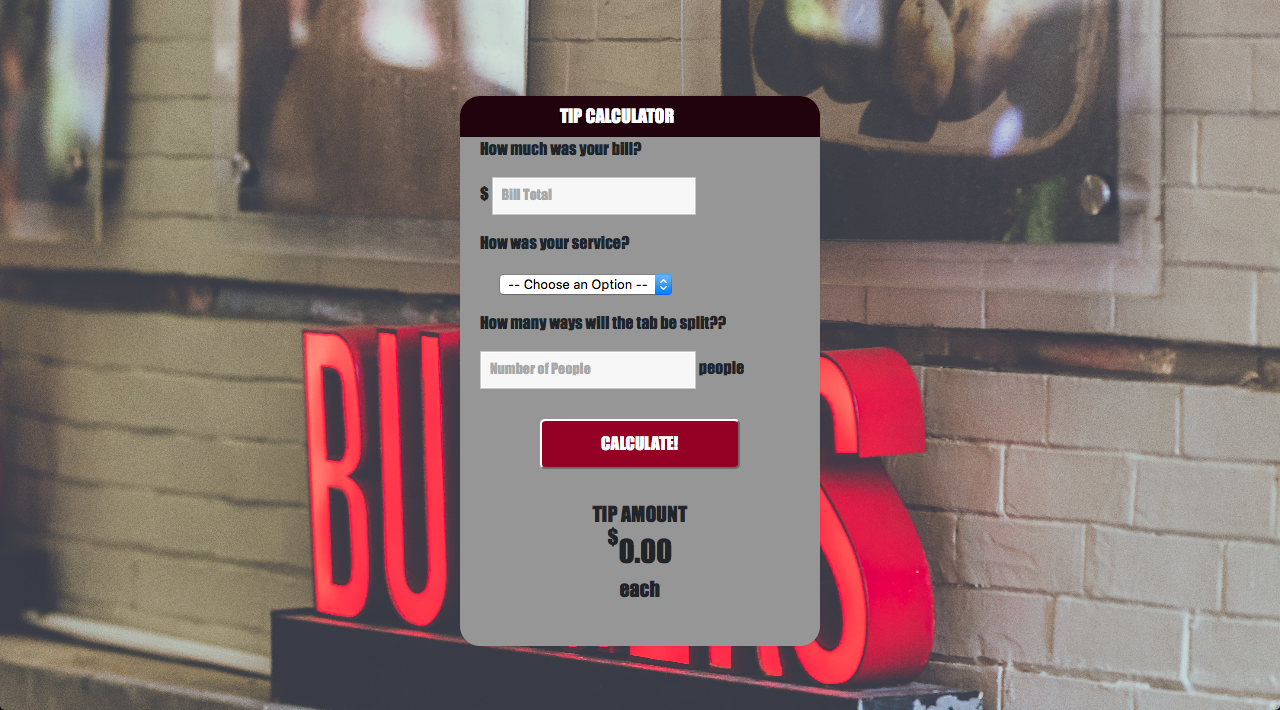 TIP CALCULATOR
How much was your bill?
$ Bill Total
How was your service?
-- Choose an Option --
How many ways will the tab be split??
Number of People people
CALCULATE!
TIP AMOUNT
$0.00
each
BU
S